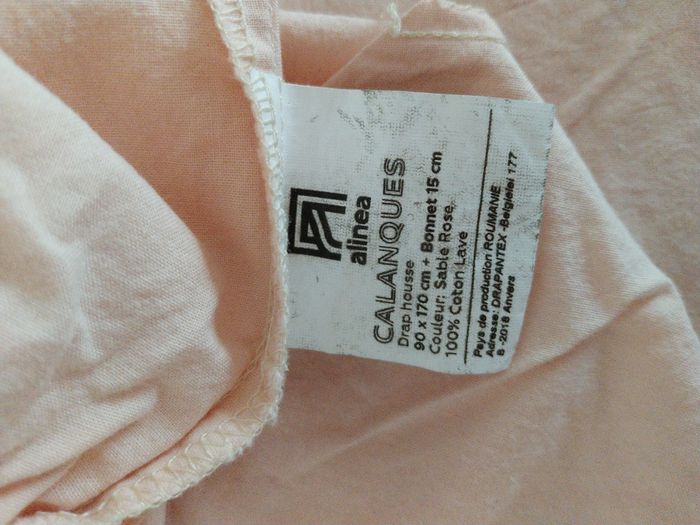 alinea
CALANQUES
Drap housse
90 x 170 cm + Bonnet 15 cm
Couleur: Sable Rose
100% Coton Lavé
Pays de production ROUMANIE
Adresse: DRAPANTEX -Belgielei 177
B -2018 Anvers